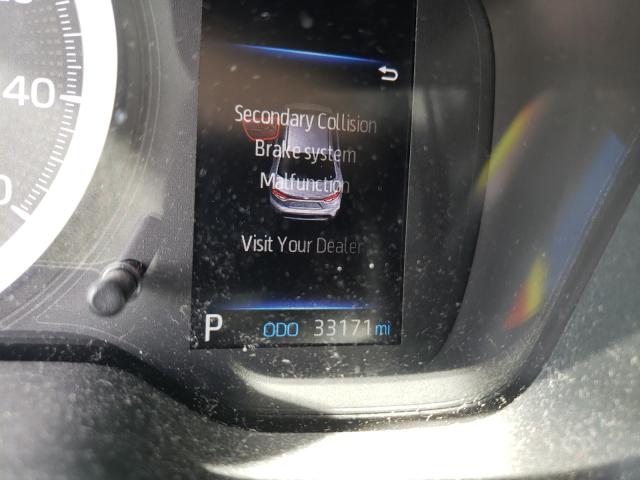 40
Secondary Collision
Brake system
Malfunction
Visit Your Dealer
P ODO 33171 mi